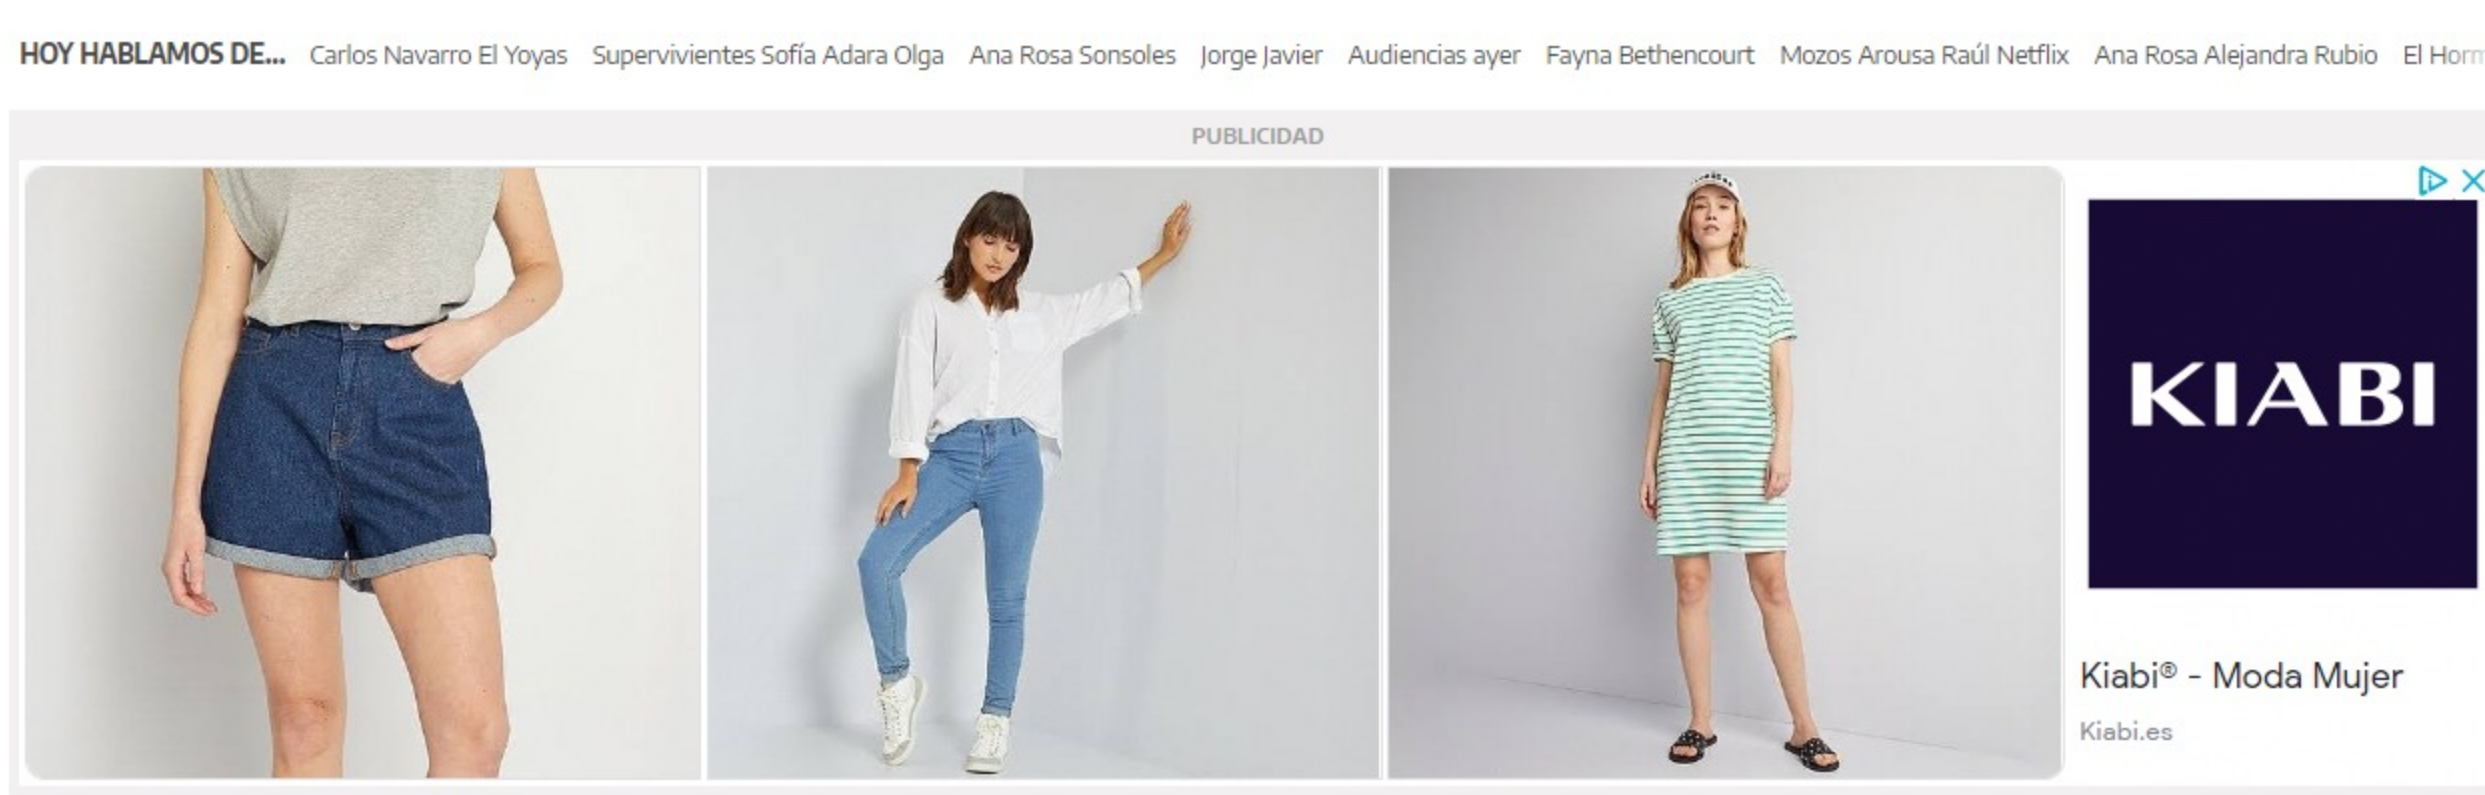 HOY HABLAMOS DE... Carlos Navarro El Yoyas Supervivientes Sofía Adara Olga Ana Rosa Sonsoles Jorge Javier Audiencias ayer Fayna Bethencourt Mozos Arousa Raúl Netflix Ana Rosa Alejandra Rubio El
PUBLICIDAD
KIABI
Kiabi® - Moda Mujer
Kiabi.es